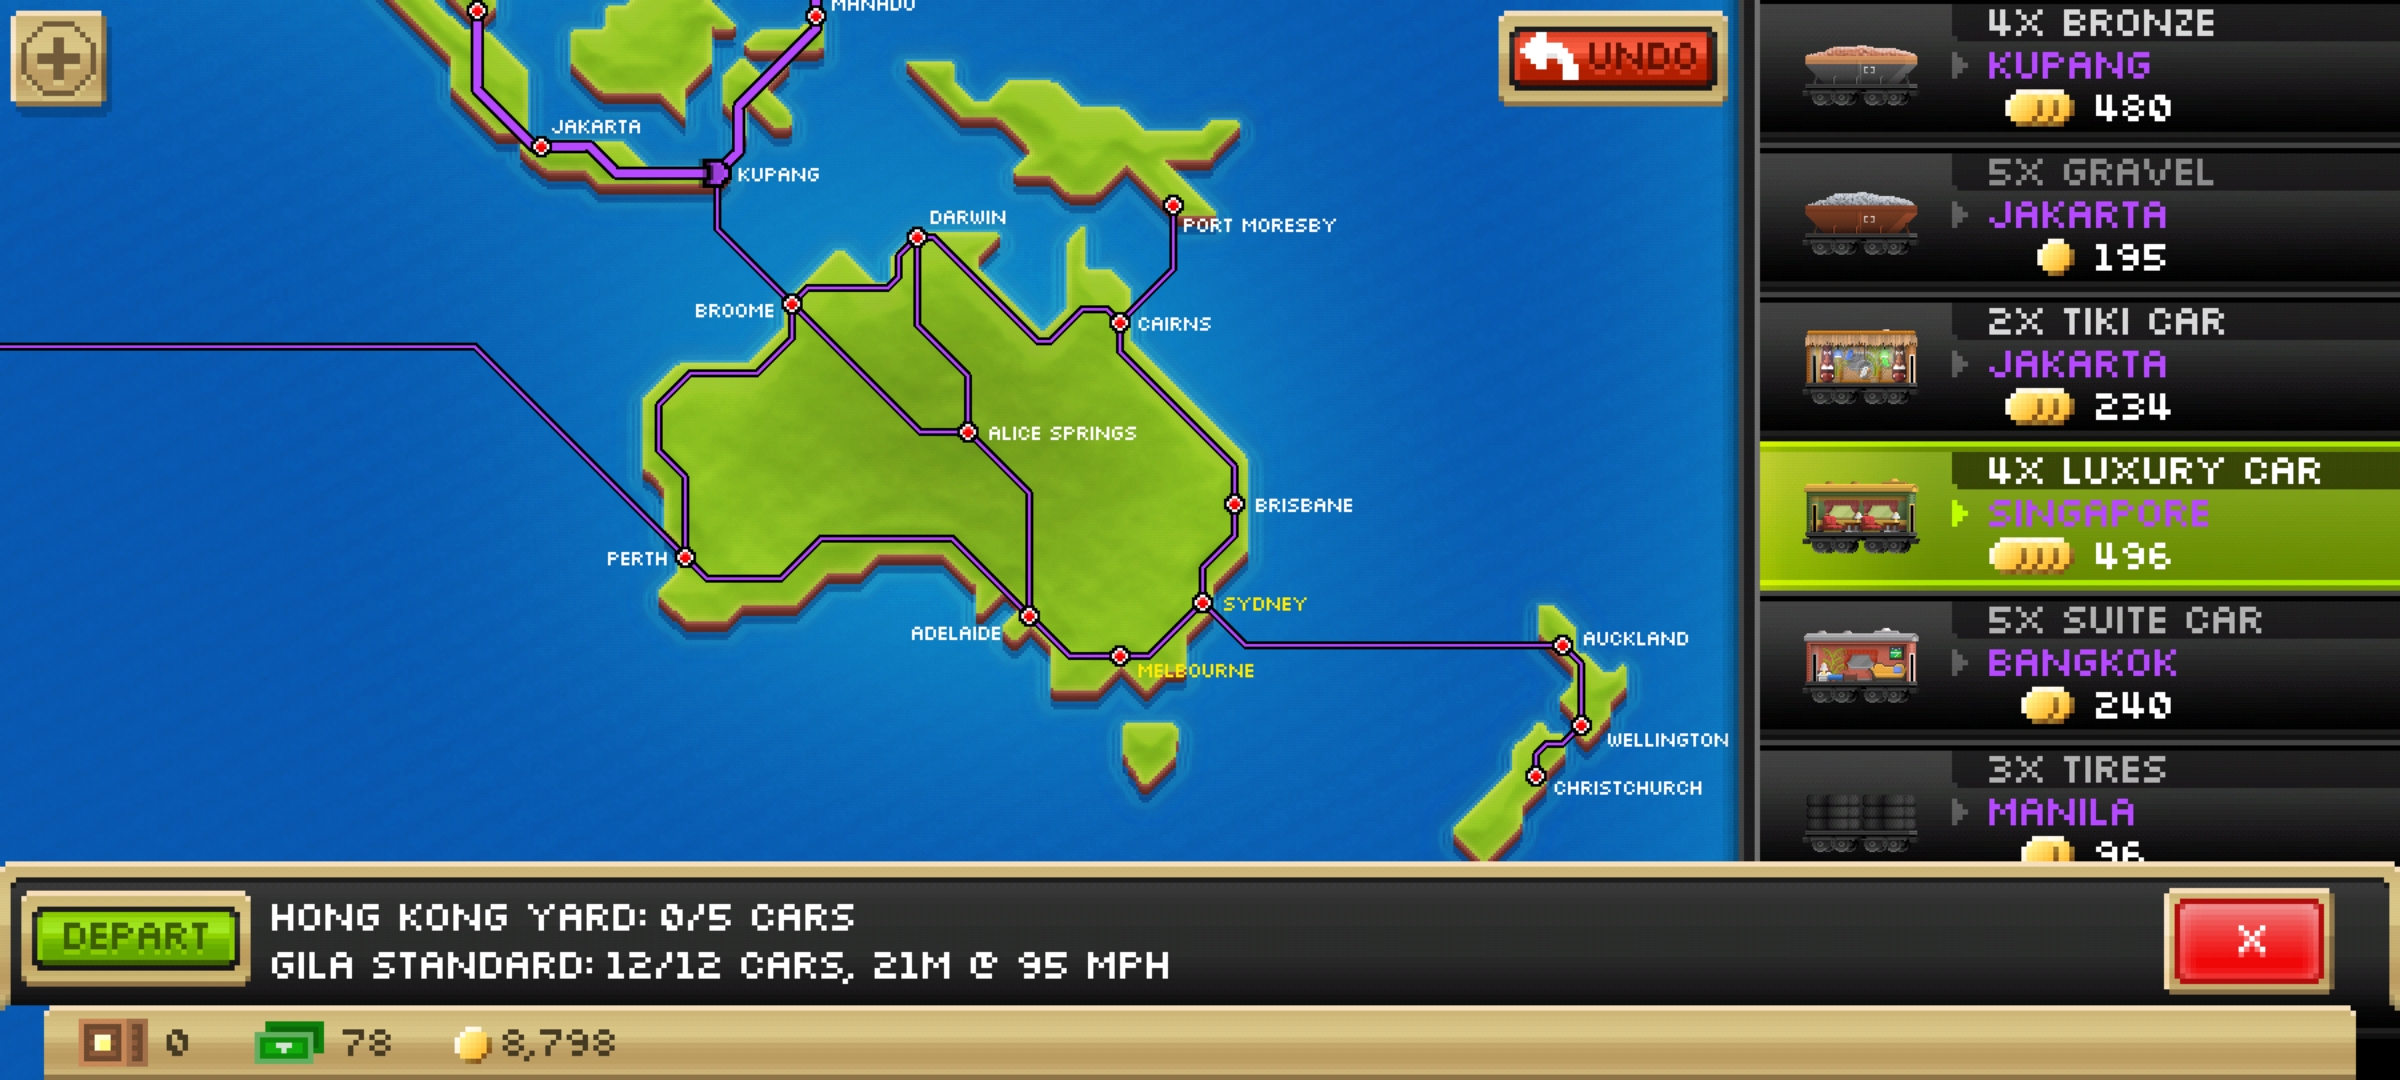 MANADO
UNDO
JAKARTA
KUPANG
DARWIN
PORT MORESBY
BROOME
CAIRNS
ALICE SPRINGS
BRISBANE
PERTH
SYDNEY
ADELAIDE
MELBOURNE
AUCKLAND
WELLINGTON
CHRISTCHURCH
4X BRONZE
KUPANG
480
5X GRAVEL
JAKARTA
195
2X TIKI CAR
JAKARTA
234
4X LUXURY CAR
SINGAPORE
496
5X SUITE CAR
BANGKOK
240
3X TIRES
MANILA
96
DEPART
HONG KONG YARD: 0/5 CARS
GILA STANDARD: 12/12 CARS, 21M @ 95 MPH
X
0
78
8,798